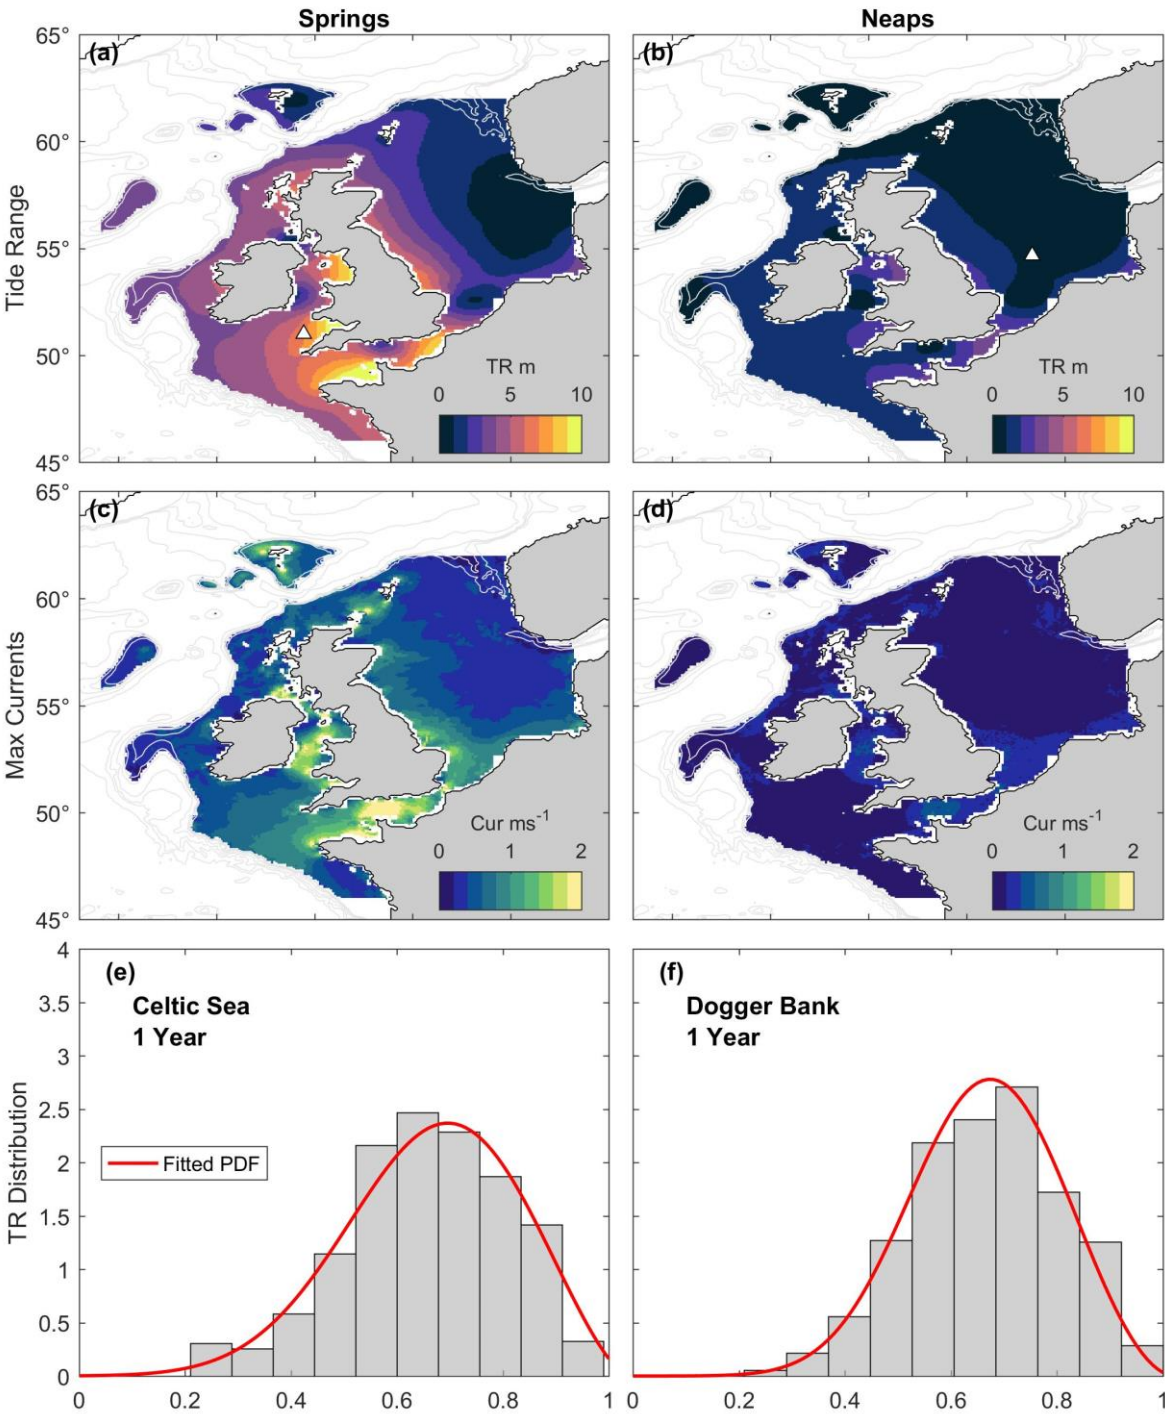 Springs
Neaps
(a)
(b)
65°
60°
55°
50°
45°
Tide Range
TR m
0 5 10
TR m
0 5 10
(c)
(d)
65°
60°
55°
50°
45°
Max Currents
Cur ms⁻¹
0 1 2
Cur ms⁻¹
0 1 2
(e)
Celtic Sea
1 Year
Fitted PDF
(f)
Dogger Bank
1 Year
TR Distribution
4
3.5
3
2.5
2
1.5
1
0.5
0
0 0.2 0.4 0.6 0.8 1
0.2 0.4 0.6 0.8 1